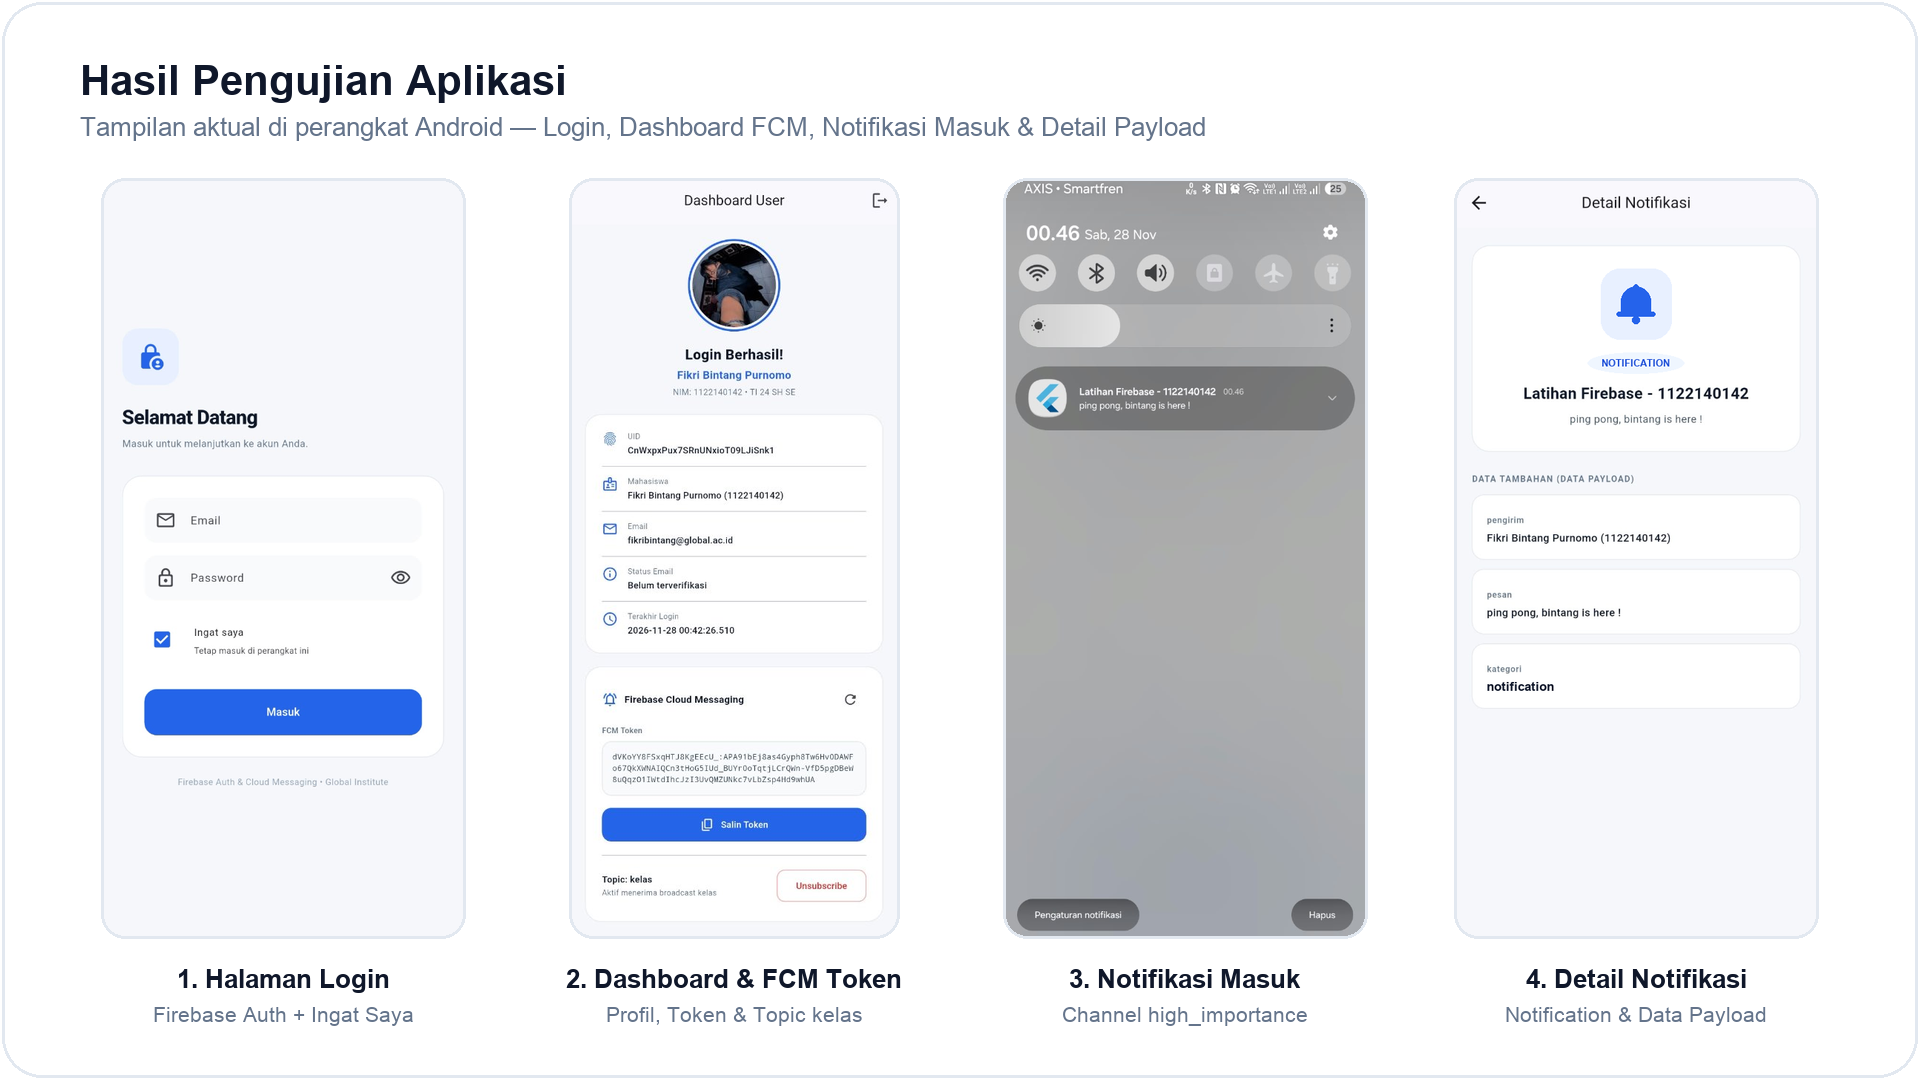 Hasil Pengujian Aplikasi
Tampilan aktual di perangkat Android — Login, Dashboard FCM, Notifikasi Masuk & Detail Payload
Selamat Datang
Masuk untuk melanjutkan ke akun Anda.
Email
Password
Ingat saya
Tetap masuk di perangkat ini
Masuk
Firebase Auth & Cloud Messaging • Global Institute
1. Halaman Login
Firebase Auth + Ingat Saya
Dashboard User
Login Berhasil!
Fikri Bintang Purnomo
NIM: 1122140142 • TI 24 SH SE
UID
CnWxpxPux7SRnUNxioT09LJiSnk1
Mahasiswa
Fikri Bintang Purnomo (1122140142)
Email
fikribintang@global.ac.id
Status Email
Belum terverifikasi
Terakhir Login
2026-11-28 00:42:26.510
Firebase Cloud Messaging
FCM Token
Salin Token
Topic: kelas
Aktif menerima broadcast kelas
Unsubscribe
2. Dashboard & FCM Token
Profil, Token & Topic kelas
AXIS • Smartfren
25
00.46 Sab, 28 Nov
Latihan Firebase - 1122140142 00.46
ping pong, bintang is here !
Pengaturan notifikasi
Hapus
3. Notifikasi Masuk
Channel high_importance
Detail Notifikasi
NOTIFICATION
Latihan Firebase - 1122140142
ping pong, bintang is here !
DATA TAMBAHAN (DATA PAYLOAD)
pengirim
Fikri Bintang Purnomo (1122140142)
pesan
ping pong, bintang is here !
kategori
notification
4. Detail Notifikasi
Notification & Data Payload